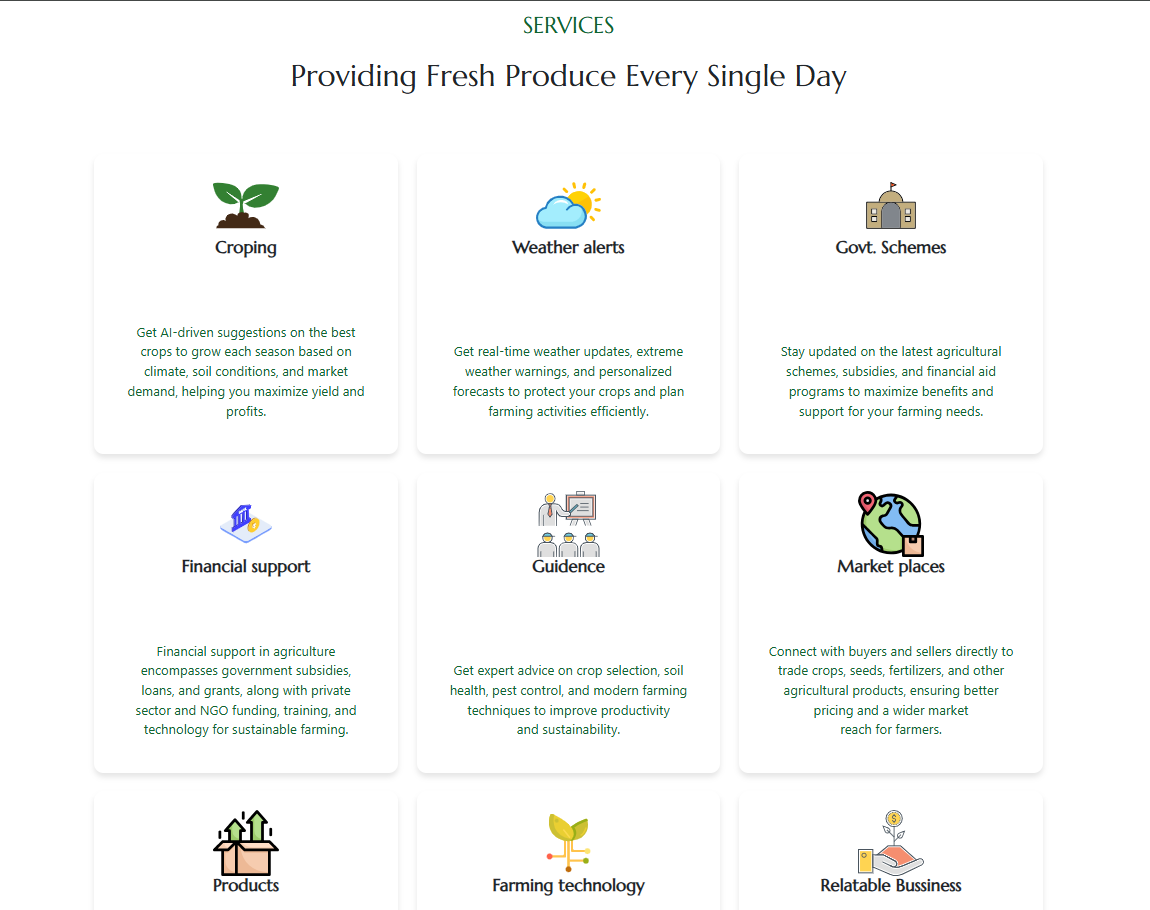 SERVICES
Providing Fresh Produce Every Single Day
Croping
Get AI-driven suggestions on the best
crops to grow each season based on
climate, soil conditions, and market
demand, helping you maximize yield and
profits.
Weather alerts
Get real-time weather updates, extreme
weather warnings, and personalized
forecasts to protect your crops and plan
farming activities efficiently.
Govt. Schemes
Stay updated on the latest agricultural
schemes, subsidies, and financial aid
programs to maximize benefits and
support for your farming needs.
Financial support
Financial support in agriculture
encompasses government subsidies,
loans, and grants, along with private
sector and NGO funding, training, and
technology for sustainable farming.
Guidence
Get expert advice on crop selection, soil
health, pest control, and modern farming
techniques to improve productivity
and sustainability.
Market places
Connect with buyers and sellers directly to
trade crops, seeds, fertilizers, and other
agricultural products, ensuring better
pricing and a wider market
reach for farmers.
Products
Farming technology
Relatable Bussiness